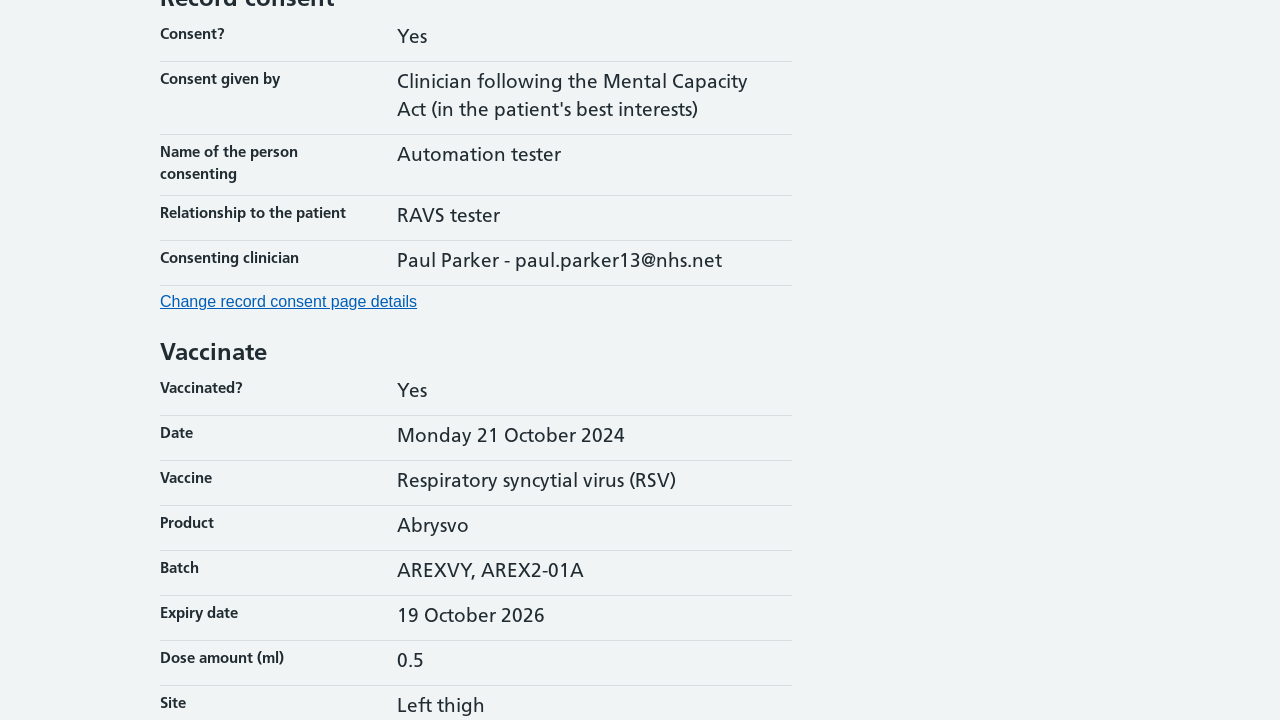 Record consent
Consent?
Yes
Consent given by
Clinician following the Mental Capacity
Act (in the patient's best interests)
Name of the person
consenting
Automation tester
Relationship to the patient
RAVS tester
Consenting clinician
Paul Parker - paul.parker13@nhs.net
Change record consent page details
Vaccinate
Vaccinated?
Yes
Date
Monday 21 October 2024
Vaccine
Respiratory syncytial virus (RSV)
Product
Abrysvo
Batch
AREXVY, AREX2-01A
Expiry date
19 October 2026
Dose amount (ml)
0.5
Site
Left thigh